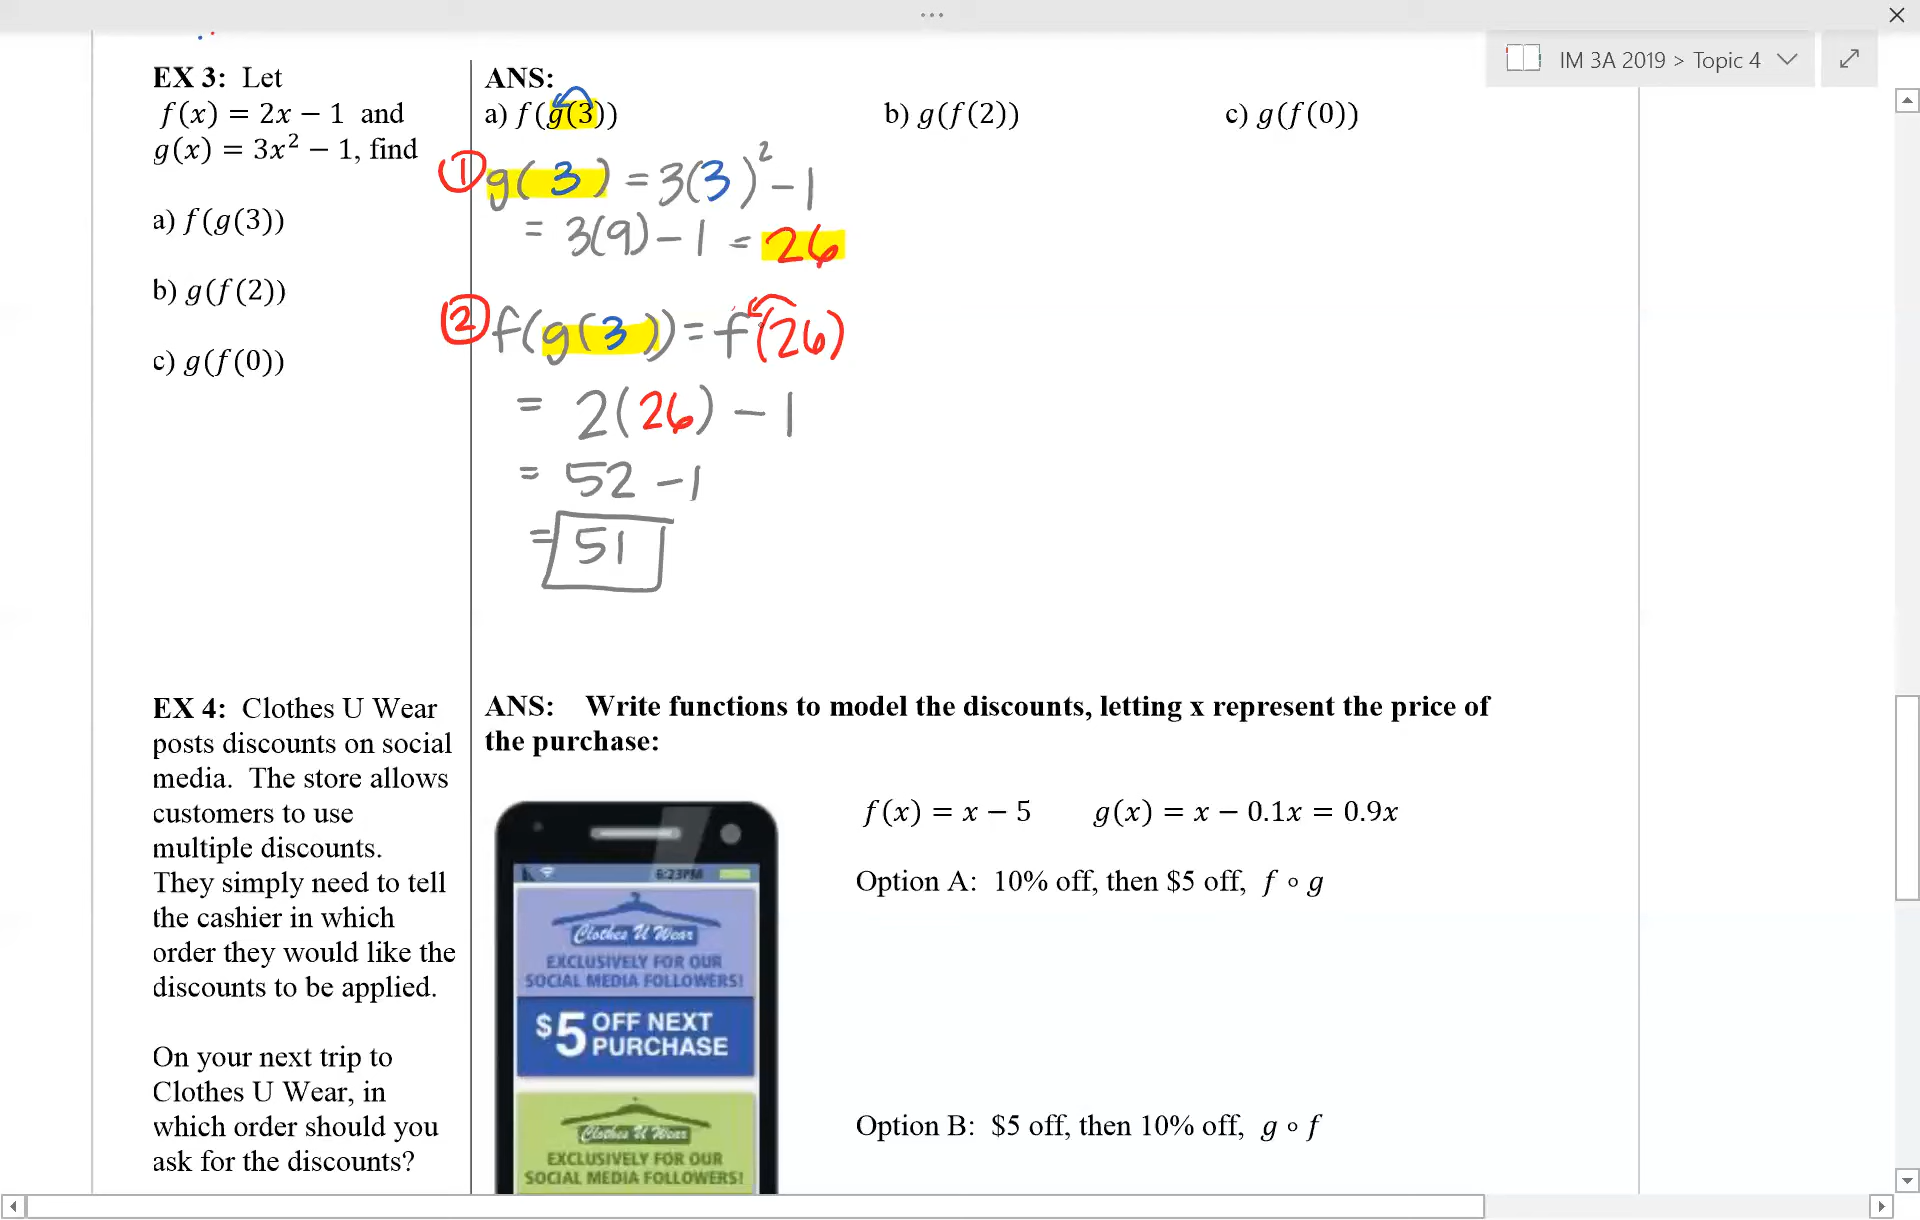 IM 3A 2019 > Topic 4
EX 3: Let
f(x) = 2x − 1 and
g(x) = 3x² − 1, find
a) f(g(3))
b) g(f(2))
c) g(f(0))
ANS:
a) f(g(3))
b) g(f(2))
c) g(f(0))
① g(3) = 3(3)² − 1
= 3(9) − 1 = 26
② f(g(3)) = f(26)
= 2(26) − 1
= 52 − 1
= 51
EX 4: Clothes U Wear
posts discounts on social
media. The store allows
customers to use
multiple discounts.
They simply need to tell
the cashier in which
order they would like the
discounts to be applied.
On your next trip to
Clothes U Wear, in
which order should you
ask for the discounts?
ANS: Write functions to model the discounts, letting x represent the price of
the purchase:
6:23PM
Clothes U Wear
EXCLUSIVELY FOR OUR
SOCIAL MEDIA FOLLOWERS!
$5 OFF NEXT
PURCHASE
Clothes U Wear
EXCLUSIVELY FOR OUR
SOCIAL MEDIA FOLLOWERS!
f(x) = x − 5 g(x) = x − 0.1x = 0.9x
Option A: 10% off, then $5 off, f ∘ g
Option B: $5 off, then 10% off, g ∘ f